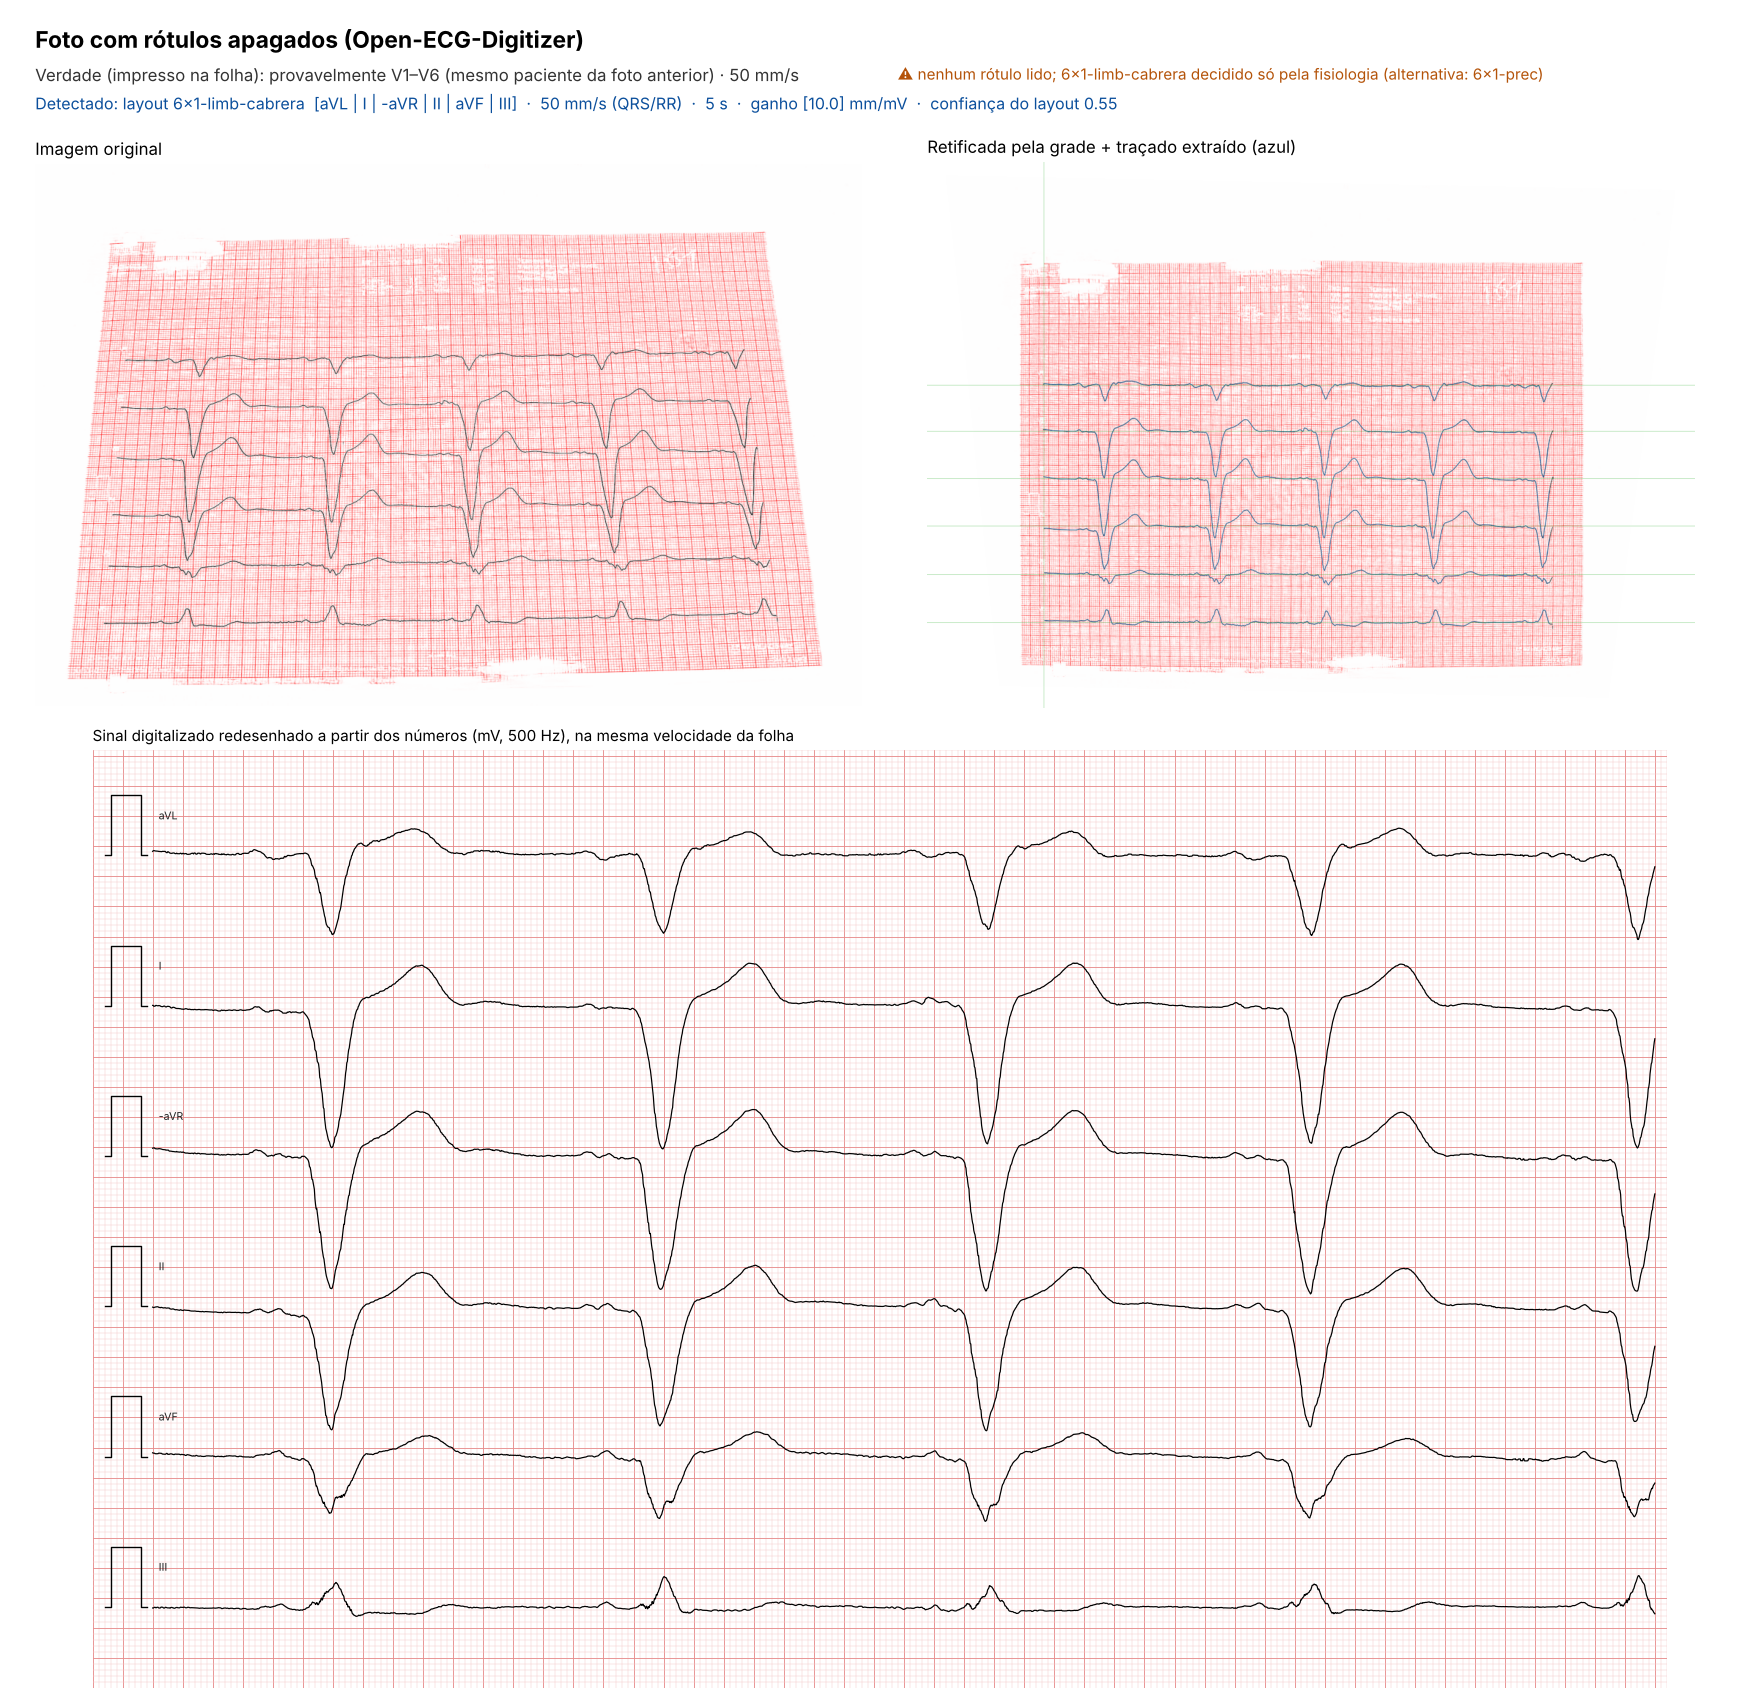 Foto com rótulos apagados (Open-ECG-Digitizer)
Verdade (impresso na folha): provavelmente V1–V6 (mesmo paciente da foto anterior) · 50 mm/s
⚠ nenhum rótulo lido; 6×1-limb-cabrera decidido só pela fisiologia (alternativa: 6×1-prec)
Detectado: layout 6×1-limb-cabrera [aVL | I | -aVR | II | aVF | III] · 50 mm/s (QRS/RR) · 5 s · ganho [10.0] mm/mV · confiança do layout 0.55
Imagem original
Retificada pela grade + traçado extraído (azul)
Sinal digitalizado redesenhado a partir dos números (mV, 500 Hz), na mesma velocidade da folha
aVL
I
-aVR
II
aVF
III